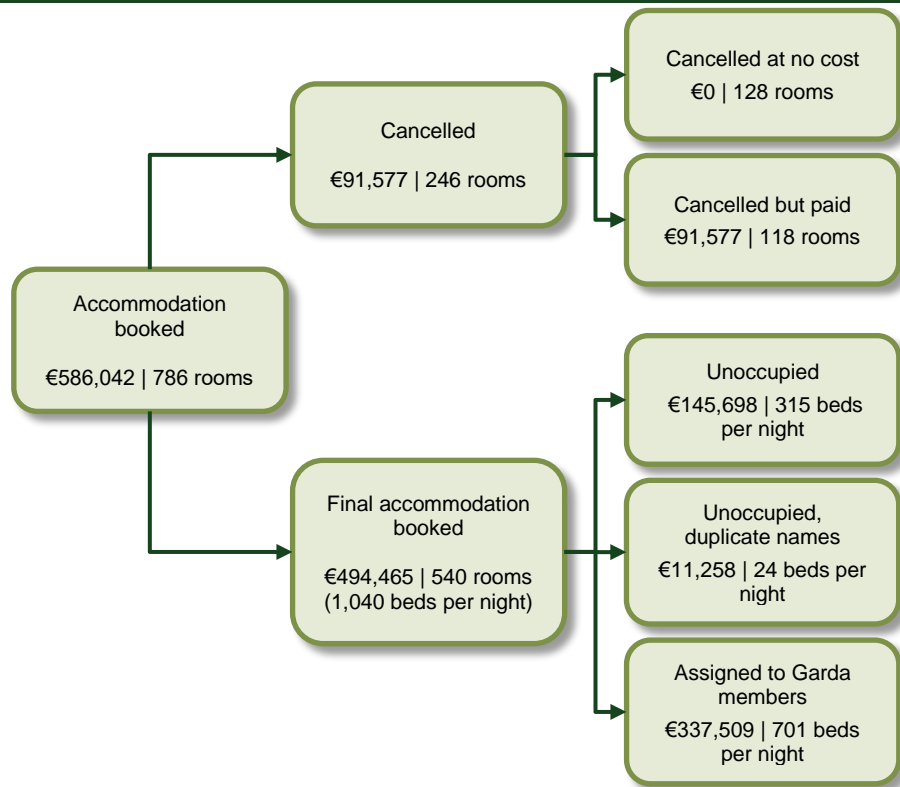 Accommodation
booked
€586,042 | 786 rooms
Cancelled
€91,577 | 246 rooms
Cancelled at no cost
€0 | 128 rooms
Cancelled but paid
€91,577 | 118 rooms
Final accommodation
booked
€494,465 | 540 rooms
(1,040 beds per night)
Unoccupied
€145,698 | 315 beds
per night
Unoccupied,
duplicate names
€11,258 | 24 beds per
night
Assigned to Garda
members
€337,509 | 701 beds
per night